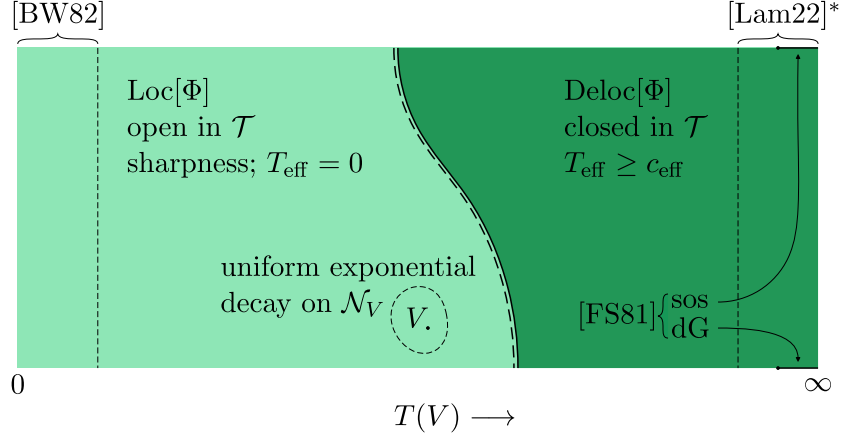 [BW82]
[Lam22]*
Loc[Φ]
open in 𝒯
sharpness; T_eff = 0
Deloc[Φ]
closed in 𝒯
T_eff ≥ c_eff
uniform exponential
decay on 𝒩_V
V
[FS81]{
sos
dG
0
∞
T(V) ⟶